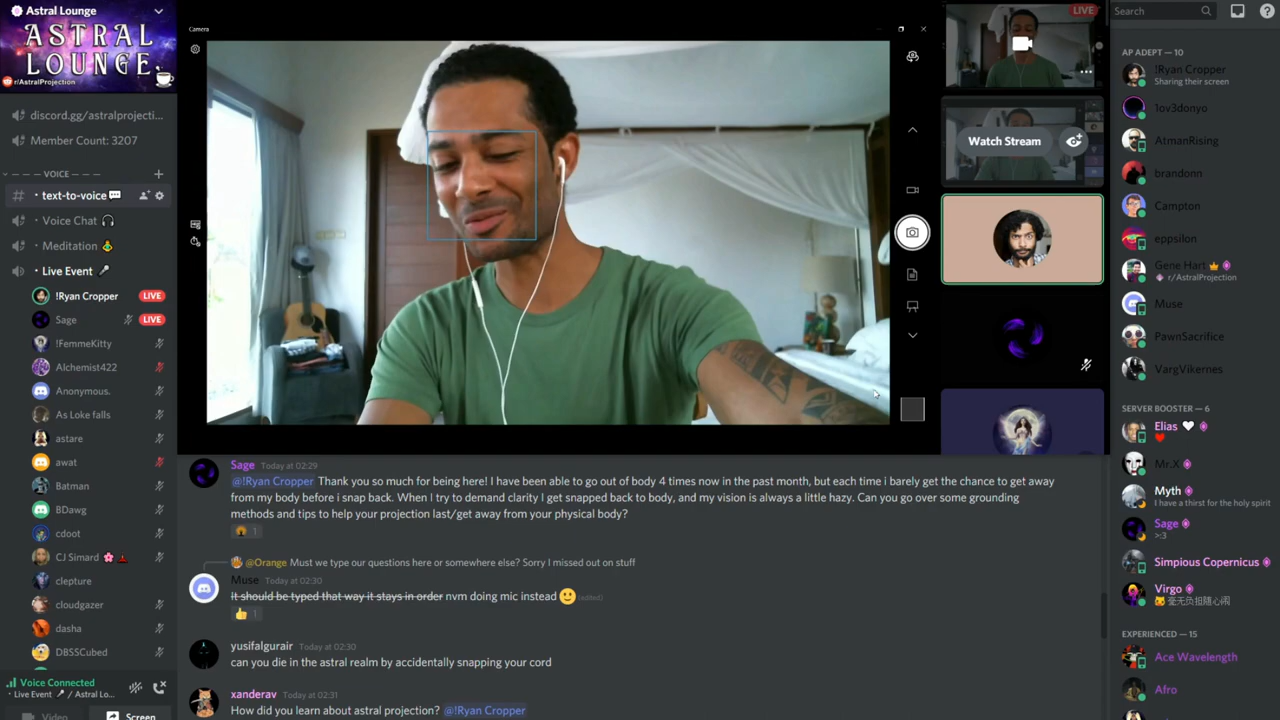 Astral Lounge
ASTRAL
LOUNGE
r/AstralProjection
discord.gg/astralprojecti...
Member Count: 3207
VOICE
text-to-voice
Voice Chat
Meditation
Live Event
!Ryan Cropper LIVE
Sage LIVE
!FemmeKitty
Alchemist422
Anonymous.
As Loke falls
astare
awat
Batman
BDawg
cdoot
CJ Simard
clepture
cloudgazer
dasha
DBSSCubed
Voice Connected
Live Event / Astral Lo...
Video Screen
Camera
LIVE
Watch Stream
Sage Today at 02:29
@!Ryan Cropper Thank you so much for being here! I have been able to go out of body 4 times now in the past month, but each time i barely get the chance to get away
from my body before i snap back. When I try to demand clarity I get snapped back to body, and my vision is always a little hazy. Can you go over some grounding
methods and tips to help your projection last/get away from your physical body?
1
@Orange Must we type our questions here or somewhere else? Sorry I missed out on stuff
Muse Today at 02:30
It should be typed that way it stays in order nvm doing mic instead (edited)
1
yusifalgurair Today at 02:30
can you die in the astral realm by accidentally snapping your cord
xanderav Today at 02:31
How did you learn about astral projection? @!Ryan Cropper
Search
AP ADEPT — 10
!Ryan Cropper
Sharing their screen
1ov3donyo
AtmanRising
brandonn
Campton
eppsilon
Gene Hart
r/AstralProjection
Muse
PawnSacrifice
VargVikernes
SERVER BOOSTER — 6
Elias
Mr.X
Myth
I have a thirst for the holy spirit
Sage
>:3
Simpious Copernicus
Virgo
EXPERIENCED — 15
Ace Wavelength
Afro